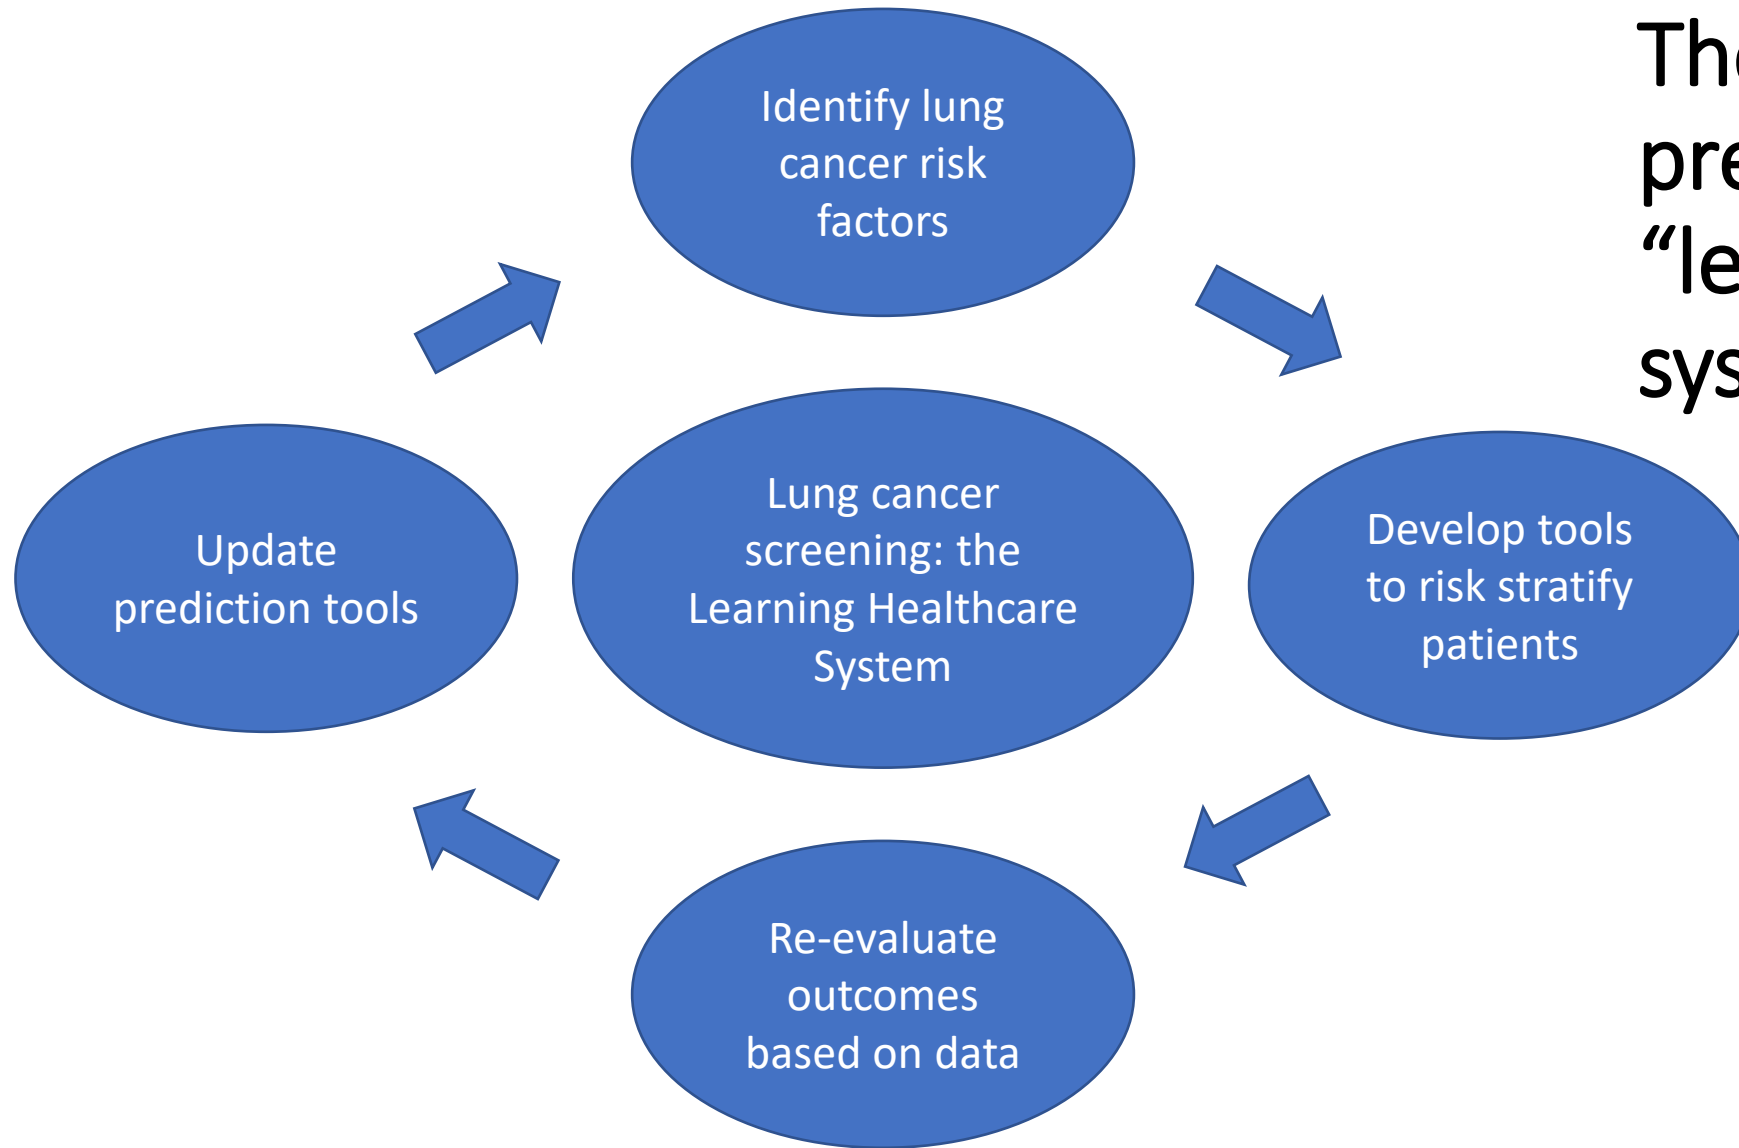 Identify lung
cancer risk
factors
Update
prediction tools
Lung cancer
screening: the
Learning Healthcare
System
Develop tools
to risk stratify
patients
Re-evaluate
outcomes
based on data